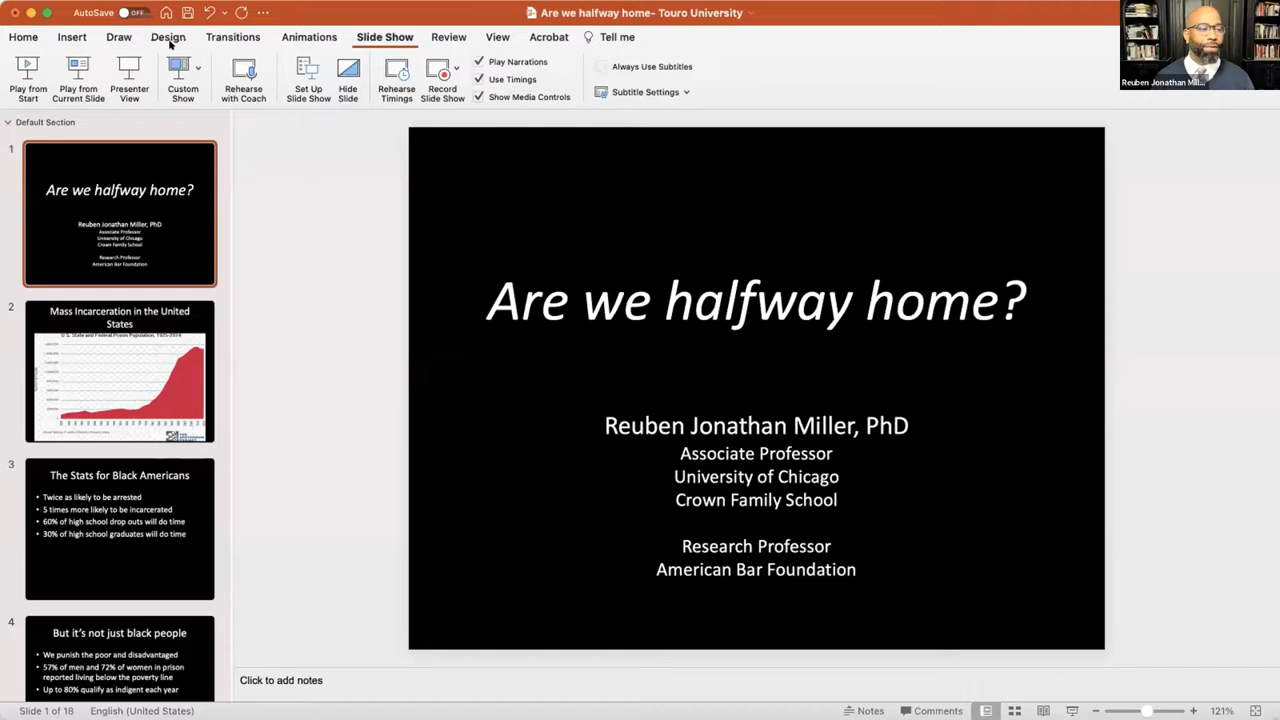 AutoSave OFF
Are we halfway home- Touro University
Home Insert Draw Design Transitions Animations Slide Show Review View Acrobat Tell me
Play from Start
Play from Current Slide
Presenter View
Custom Show
Rehearse with Coach
Set Up Slide Show
Hide Slide
Rehearse Timings
Record Slide Show
Play Narrations
Use Timings
Show Media Controls
Always Use Subtitles
Subtitle Settings
Reuben Jonathan Mill...
Default Section
1
Are we halfway home?
Reuben Jonathan Miller, PhD
Associate Professor
University of Chicago
Crown Family School
Research Professor
American Bar Foundation
2
Mass Incarceration in the United
States
U.S. State and Federal Prison Population, 1925-2014
3
The Stats for Black Americans
• Twice as likely to be arrested
• 5 times more likely to be incarcerated
• 60% of high school drop outs will do time
• 30% of high school graduates will do time
4
But it's not just black people
• We punish the poor and disadvantaged
• 57% of men and 72% of women in prison
reported living below the poverty line
• Up to 80% qualify as indigent each year
Are we halfway home?
Reuben Jonathan Miller, PhD
Associate Professor
University of Chicago
Crown Family School
Research Professor
American Bar Foundation
Click to add notes
Slide 1 of 18 English (United States) Notes Comments 121%